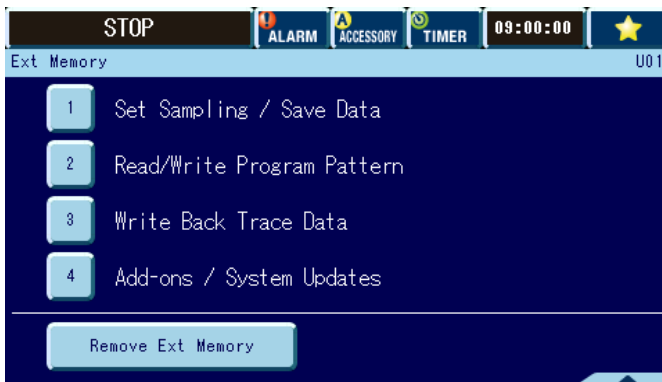 STOP ! ALARM A ACCESSORY TIMER 09:00:00
Ext Memory U01
1 Set Sampling / Save Data
2 Read/Write Program Pattern
3 Write Back Trace Data
4 Add-ons / System Updates
Remove Ext Memory